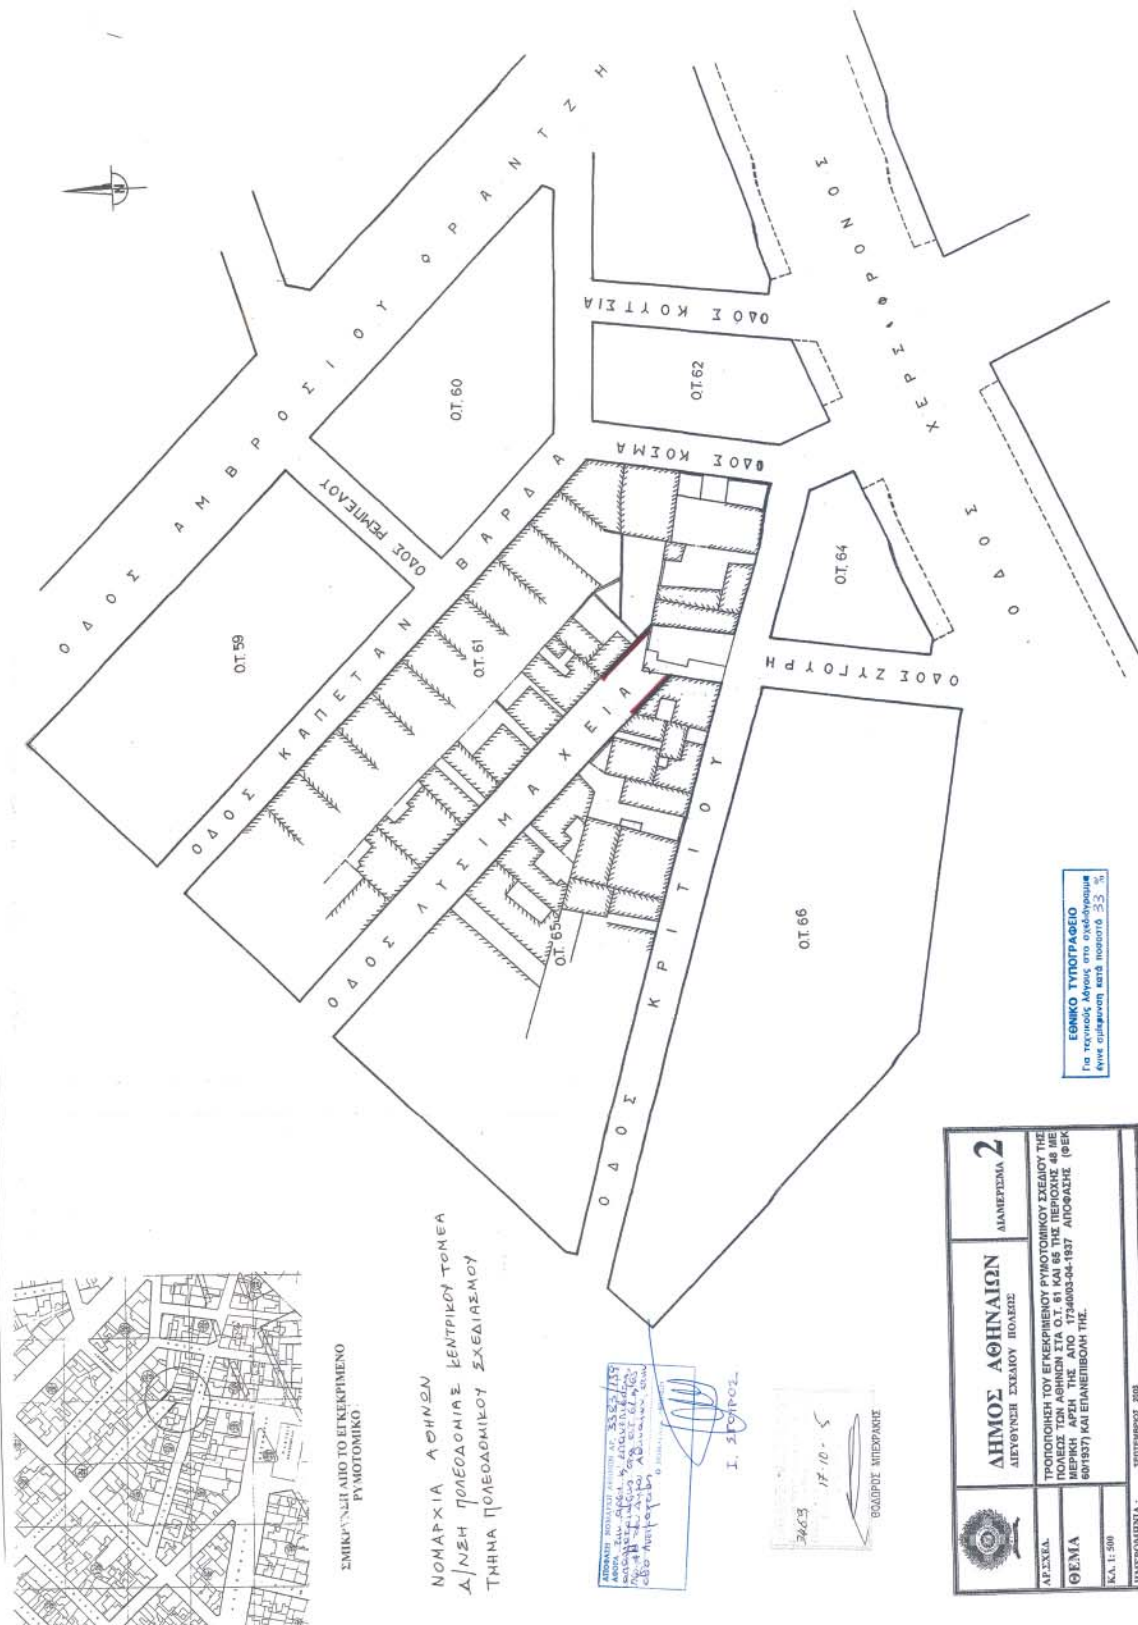 Ν
ΟΔΟΣ ΑΜΒΡΟΣΙΟΥ ΦΡΑΝΤΖΗ
Ο.Τ. 59
ΟΔΟΣ ΡΕΜΠΕΛΟΥ
Ο.Τ. 60
ΟΔΟΣ ΚΑΠΕΤΑΝ ΒΑΡΔΑ
Ο.Τ. 61
ΟΔΟΣ ΚΟΥΤΣΙΑ
Ο.Τ. 62
ΟΔΟΣ ΚΟΣΜΑ
ΟΔΟΣ ΧΕΡΣΙΦΡΟΝΟΣ
Ο.Τ. 64
ΟΔΟΣ ΖΥΓΟΥΡΗ
ΟΔΟΣ ΛΥΣΙΜΑΧΕΙΑ
Ο.Τ. 65
ΟΔΟΣ ΚΡΙΤΙΟΥ
Ο.Τ. 66
ΣΜΙΚΡΥΝΣΗ ΑΠΟ ΤΟ ΕΓΚΕΚΡΙΜΕΝΟ
ΡΥΜΟΤΟΜΙΚΟ
ΝΟΜΑΡΧΙΑ ΑΘΗΝΩΝ
Δ/ΝΣΗ ΠΟΛΕΟΔΟΜΙΑΣ ΚΕΝΤΡΙΚΟΥ ΤΟΜΕΑ
ΤΜΗΜΑ ΠΟΛΕΟΔΟΜΙΚΟΥ ΣΧΕΔΙΑΣΜΟΥ
Ι. ΣΓΟΥΡΟΣ
17-10-5
ΘΟΔΩΡΟΣ ΜΠΕΧΡΑΚΗΣ
ΕΘΝΙΚΟ ΤΥΠΟΓΡΑΦΕΙΟ
Για τεχνικούς λόγους στο σχεδιάγραμμα
έγινε σμίκρυνση κατά ποσοστό 33 %
ΔΗΜΟΣ ΑΘΗΝΑΙΩΝ
ΔΙΕΥΘΥΝΣΗ ΣΧΕΔΙΟΥ ΠΟΛΕΩΣ
ΔΙΑΜΕΡΙΣΜΑ 2
ΑΡ.ΣΧΕΔ.
ΘΕΜΑ
ΤΡΟΠΟΠΟΙΗΣΗ ΤΟΥ ΕΓΚΕΚΡΙΜΕΝΟΥ ΡΥΜΟΤΟΜΙΚΟΥ ΣΧΕΔΙΟΥ ΤΗΣ
ΠΟΛΕΩΣ ΤΩΝ ΑΘΗΝΩΝ ΣΤΑ Ο.Τ. 61 ΚΑΙ 65 ΤΗΣ ΠΕΡΙΟΧΗΣ 48 ΜΕ
ΜΕΡΙΚΗ ΑΡΣΗ ΤΗΣ ΑΠΟ 17340/03-04-1937 ΑΠΟΦΑΣΗΣ (ΦΕΚ
60/1937) ΚΑΙ ΕΠΑΝΕΠΙΒΟΛΗ ΤΗΣ.
ΚΛ. 1: 500